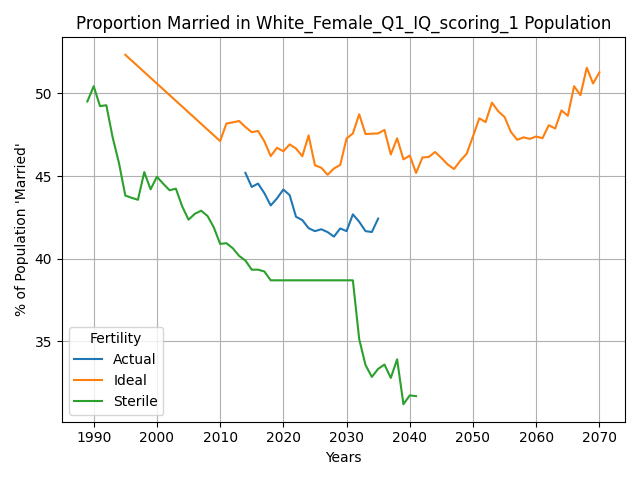 Proportion Married in White_Female_Q1_IQ_scoring_1 Population
% of Population 'Married'
50
45
40
35
Fertility
Actual
Ideal
Sterile
1990 2000 2010 2020 2030 2040 2050 2060 2070
Years